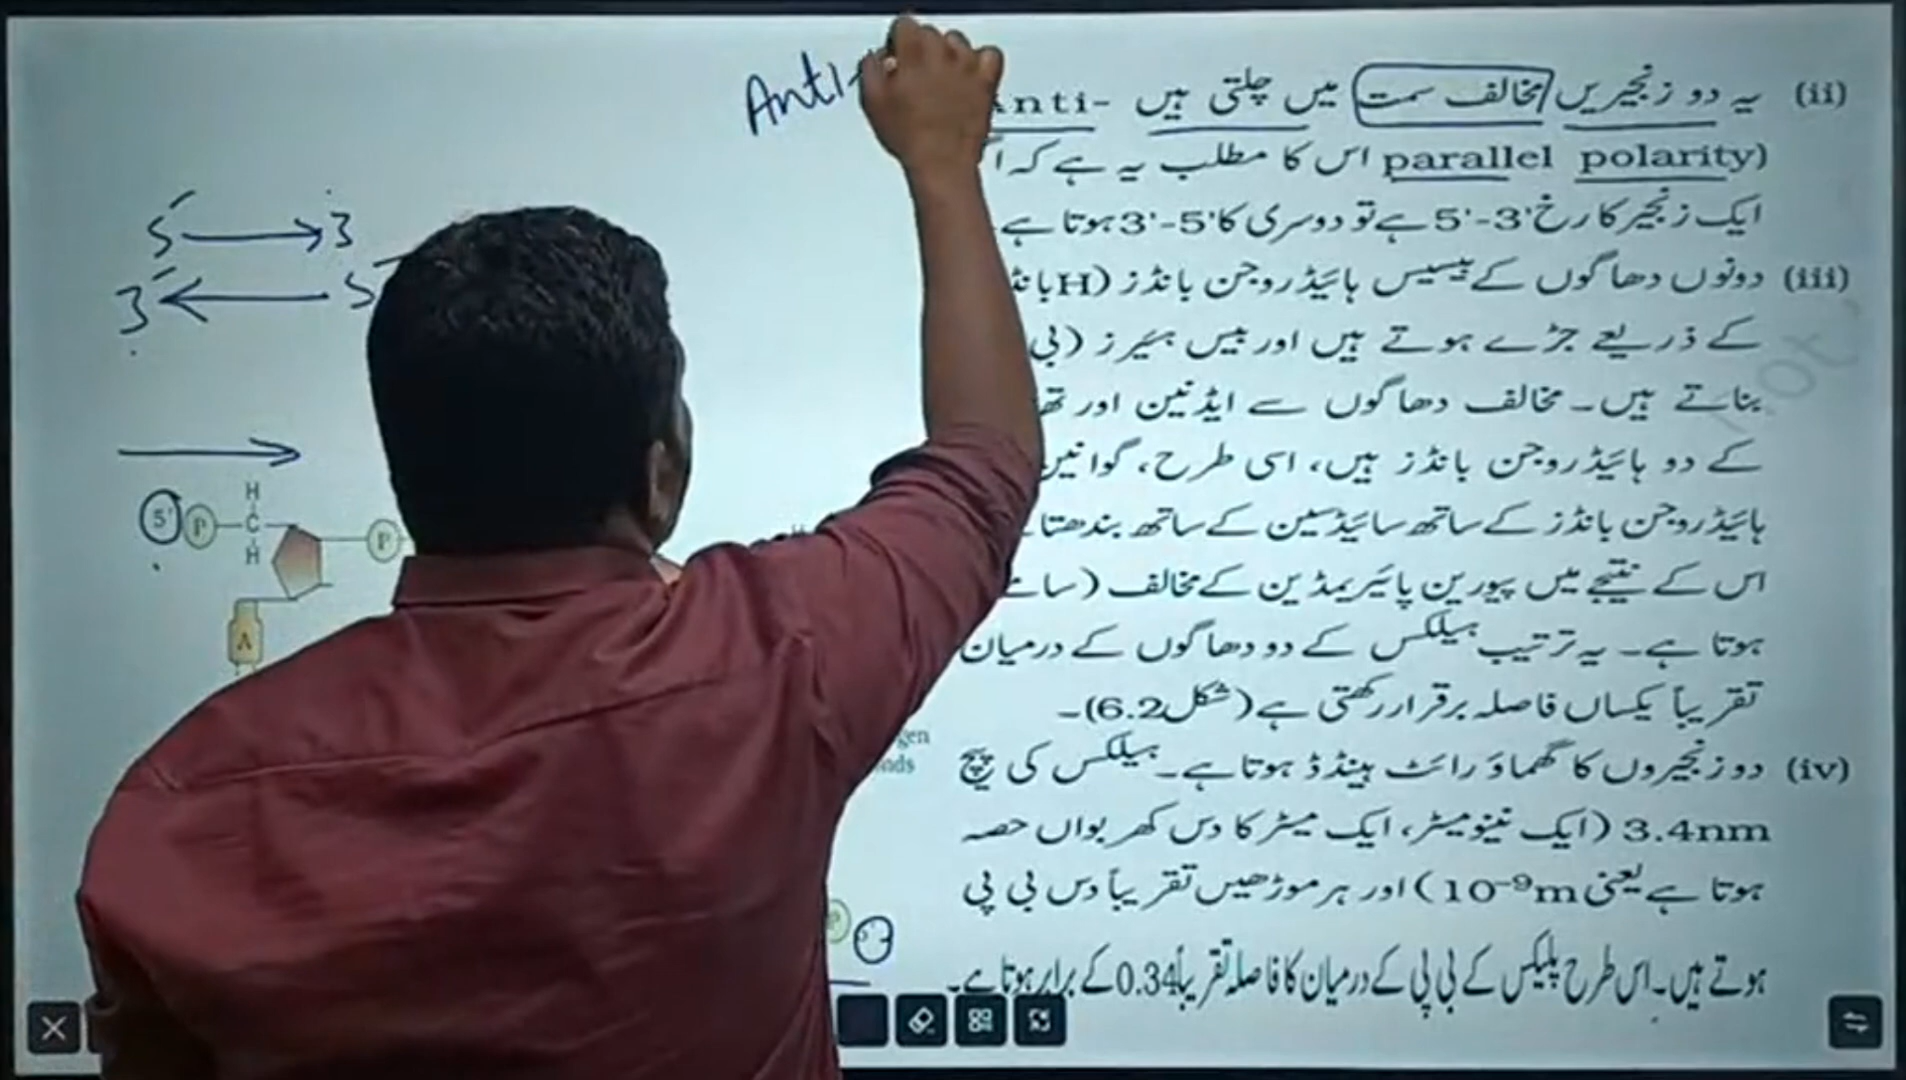 Anti-
(ii) یہ دو زنجیریں مخالف سمت میں چلتی ہیں Anti-
(parallel polarity اس کا مطلب یہ ہے کہ ا
ایک زنجیر کا رخ 5'-3' ہے تو دوسری کا 3'-5' ہوتا ہے
(iii) دونوں دھاگوں کے بیسیس ہائیڈروجن بانڈز (H بانڈ
کے ذریعے جڑے ہوتے ہیں اور بیس پیرز (بی
بناتے ہیں۔ مخالف دھاگوں سے ایڈنین اور
کے دو ہائیڈروجن بانڈز ہیں، اسی طرح، گوانین
ہائیڈروجن بانڈز کے ساتھ سائیڈسین کے ساتھ بندھتا
اس کے نتیجے میں پیورین پائیریمڈین کے مخالف (سامنے
ہوتا ہے۔ یہ ترتیب ہیلکس کے دو دھاگوں کے درمیان
تقریباً یکساں فاصلہ برقرار رکھتی ہے (شکل 6.2)۔
(iv) دو زنجیروں کا گھماؤ رائٹ ہینڈڈ ہوتا ہے۔ ہیلکس کی پیچ
3.4nm (ایک نینومیٹر، ایک میٹر کا دس کھربواں حصہ
ہوتا ہے یعنی 10⁻⁹m) اور ہر موڑ میں تقریباً دس بی پی
ہوتے ہیں۔ اس طرح ہیلکس کے بی پی کے درمیان کا فاصلہ تقریباً 0.34 کے برابر ہوتا ہے۔
5 → 3
3 ← 5
5' P H C H P
A
gen
nds
P